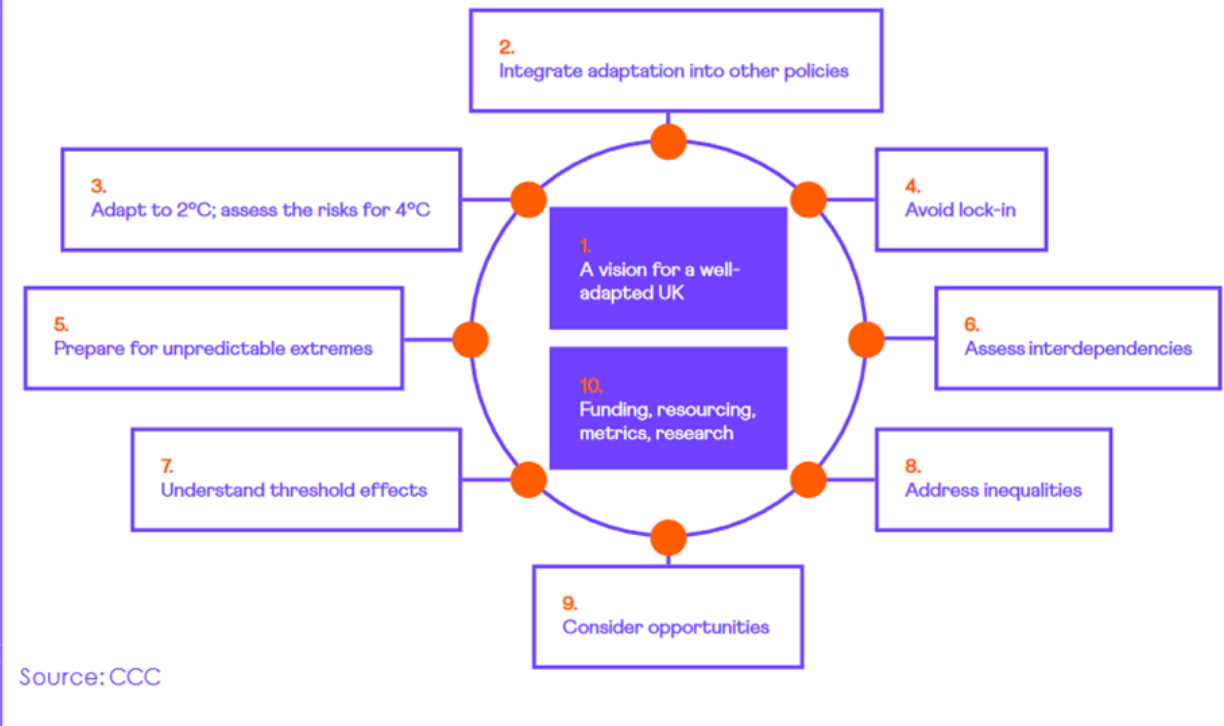 2.
Integrate adaptation into other policies
3.
Adapt to 2°C; assess the risks for 4°C
4.
Avoid lock-in
1.
A vision for a well-
adapted UK
5.
Prepare for unpredictable extremes
6.
Assess interdependencies
10.
Funding, resourcing,
metrics, research
7.
Understand threshold effects
8.
Address inequalities
9.
Consider opportunities
Source: CCC